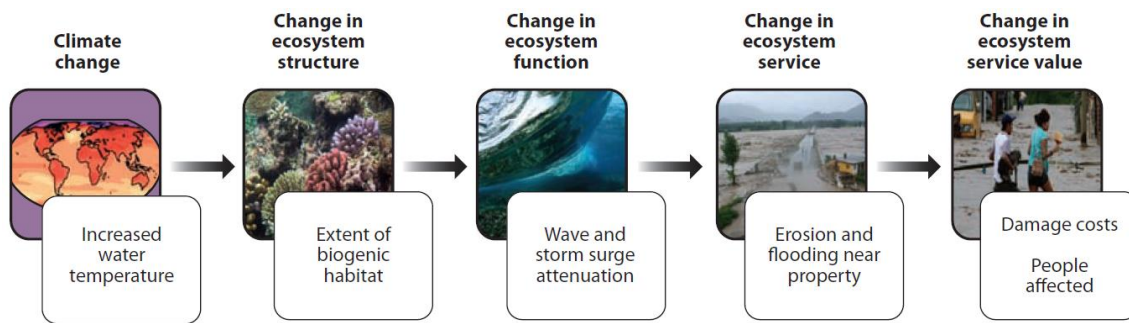 Climate
change
Change in
ecosystem
structure
Change in
ecosystem
function
Change in
ecosystem
service
Change in
ecosystem
service value
Increased
water
temperature
Extent of
biogenic
habitat
Wave and
storm surge
attenuation
Erosion and
flooding near
property
Damage costs
People
affected